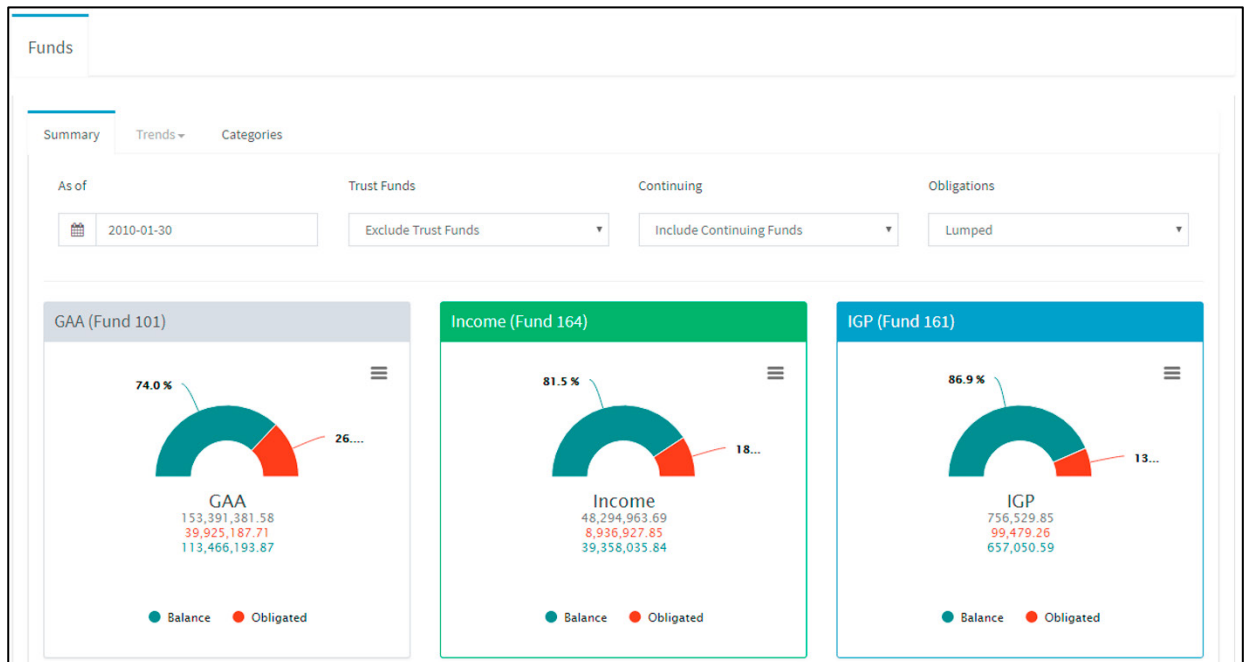 Funds
Summary Trends Categories
As of Trust Funds Continuing Obligations
2010-01-30 Exclude Trust Funds Include Continuing Funds Lumped
GAA (Fund 101)
74.0 %
26....
GAA
153,391,381.58
39,925,187.71
113,466,193.87
Balance Obligated
Income (Fund 164)
81.5 %
18...
Income
48,294,963.69
8,936,927.85
39,358,035.84
Balance Obligated
IGP (Fund 161)
86.9 %
13...
IGP
756,529.85
99,479.26
657,050.59
Balance Obligated